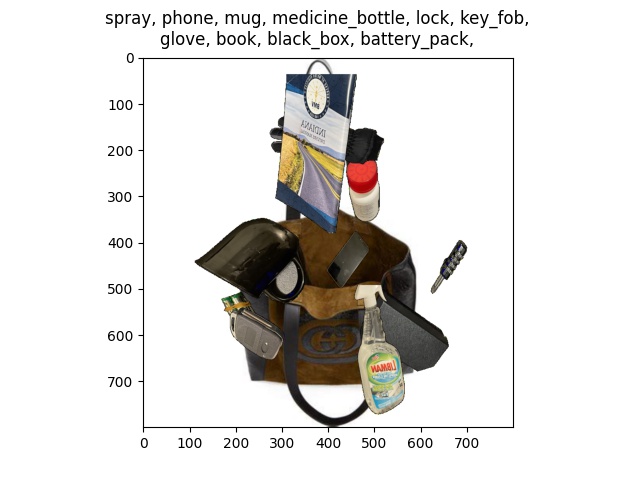 spray, phone, mug, medicine_bottle, lock, key_fob,
glove, book, black_box, battery_pack,
0
100
200
300
400
500
600
700
0 100 200 300 400 500 600 700
INDIANA
LIBMAN